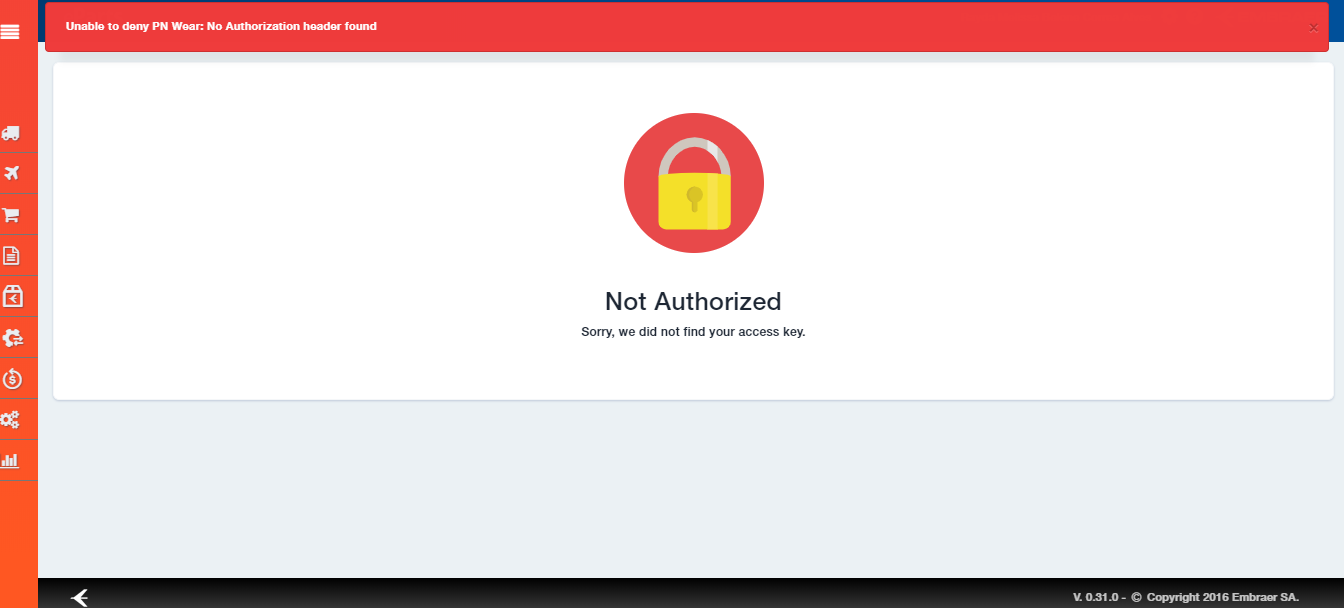 Unable to deny PN Wear: No Authorization header found
×
Not Authorized
Sorry, we did not find your access key.
V. 0.31.0 - © Copyright 2016 Embraer SA.